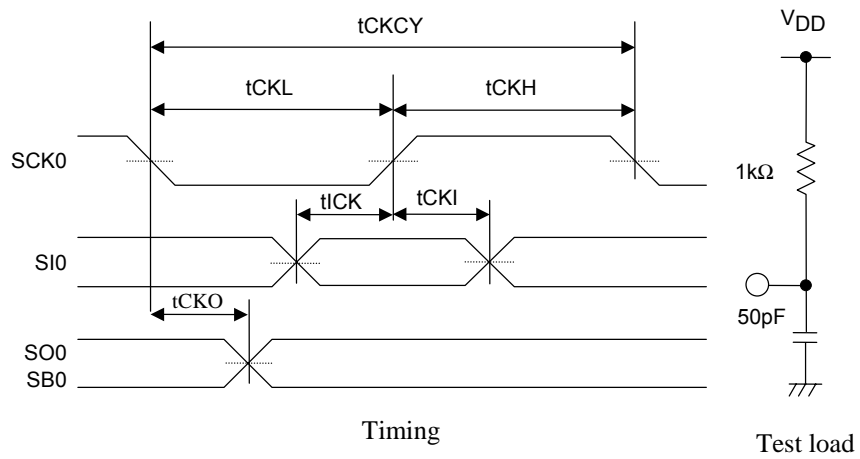 tCKCY
VDD
tCKL
tCKH
SCK0
1kΩ
tICK
tCKI
SI0
tCKO
50pF
SO0
SB0
Timing
Test load